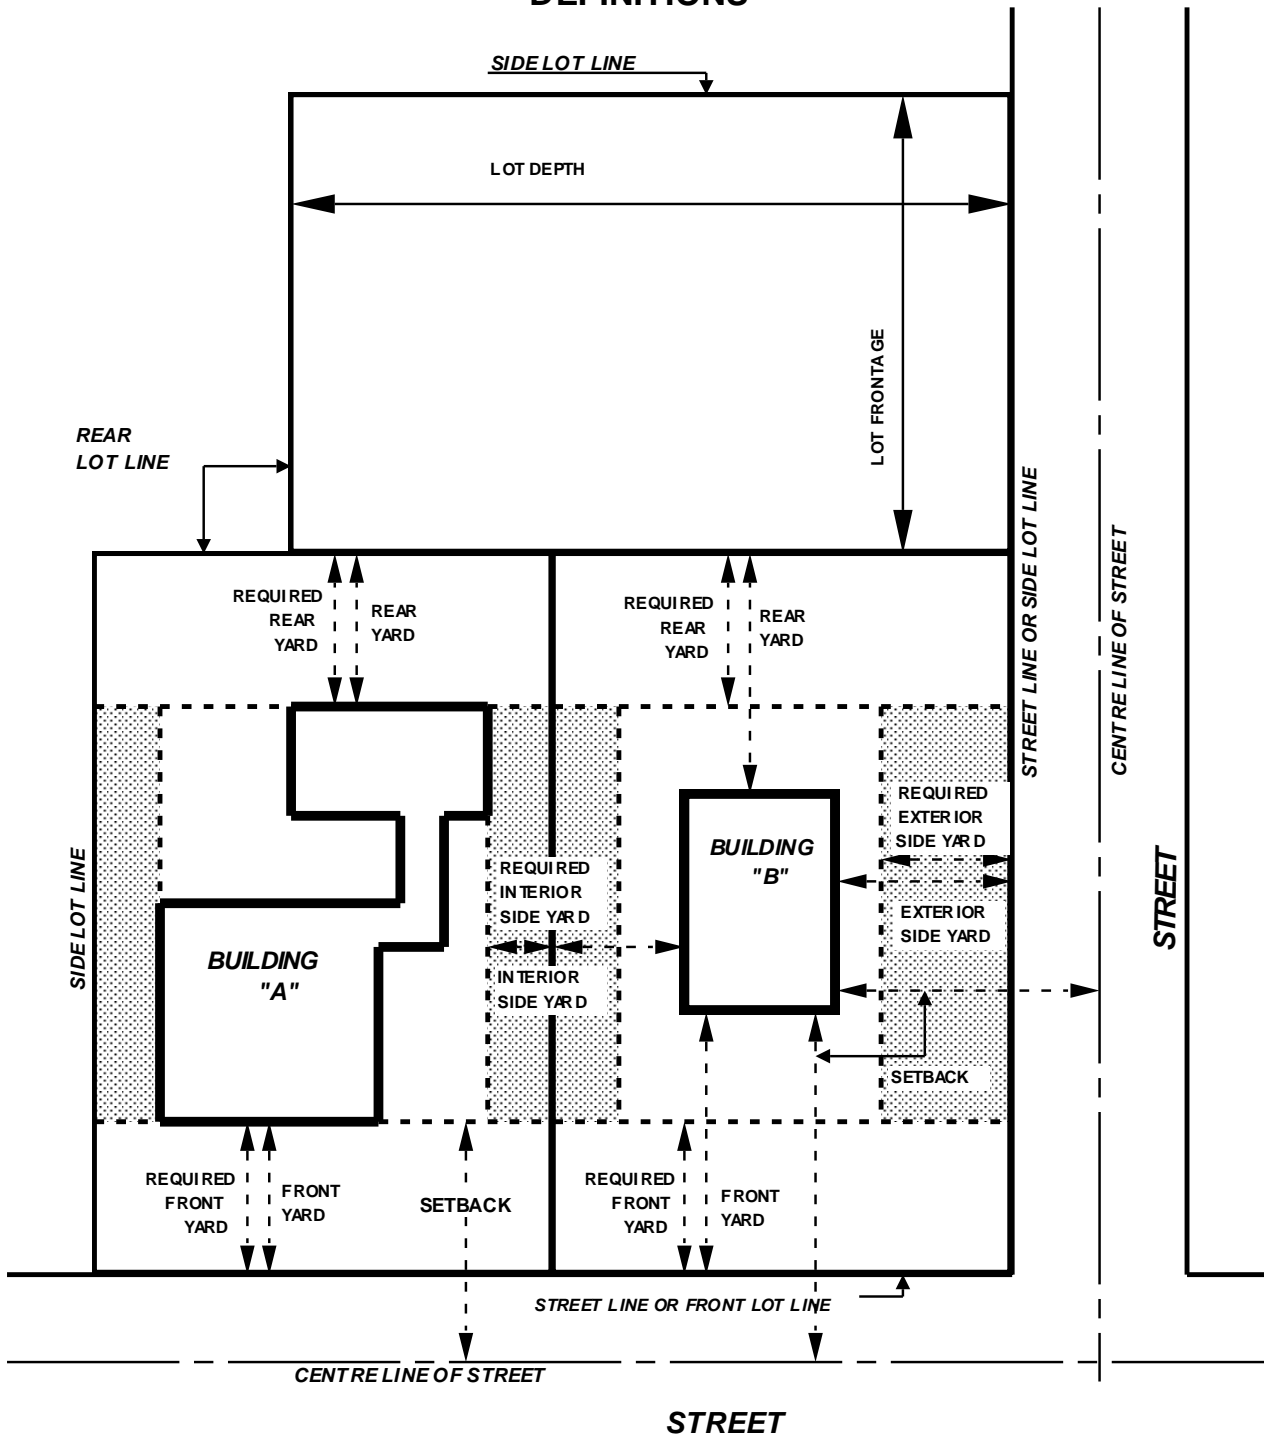 DEFINITIONS
SIDE LOT LINE
LOT DEPTH
LOT FRONTAGE
REAR
LOT LINE
STREET LINE OR SIDE LOT LINE
CENTRE LINE OF STREET
REQUIRED
REAR
YARD
REAR
YARD
REQUIRED
REAR
YARD
REAR
YARD
REQUIRED
EXTERIOR
SIDE YARD
BUILDING
"B"
SIDE LOT LINE
REQUIRED
INTERIOR
SIDE YARD
STREET
EXTERIOR
SIDE YARD
BUILDING
"A"
INTERIOR
SIDE YARD
SETBACK
REQUIRED
FRONT
YARD
FRONT
YARD
SETBACK
REQUIRED
FRONT
YARD
FRONT
YARD
STREET LINE OR FRONT LOT LINE
CENTRE LINE OF STREET
STREET